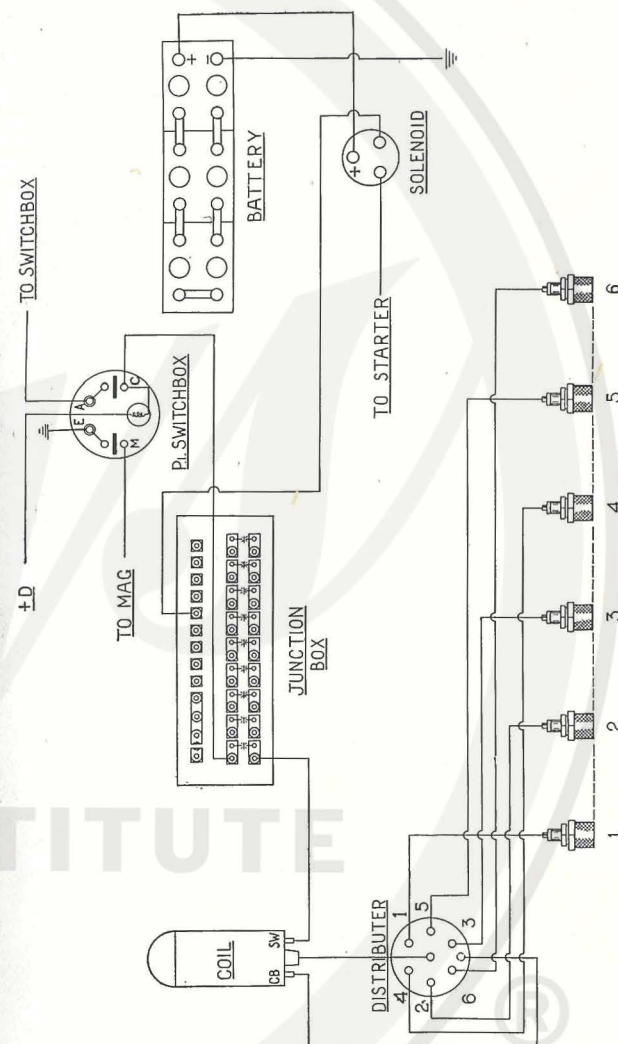 TO SWITCHBOX
+D
A
E
C
M
P.I. SWITCHBOX
TO MAG
+
BATTERY
+
SOLENOID
TO STARTER
JUNCTION
BOX
COIL
SW
CB
DISTRIBUTER
1
5
3
6
2
4
1
2
3
4
5
6
TITUTE
®